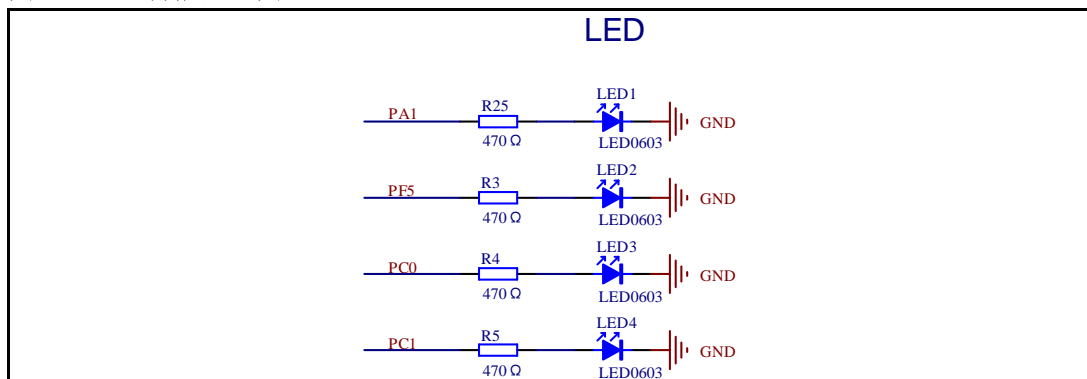 LED
LED1
PA1
R25
GND
470Ω
LED0603
LED2
PF5
R3
GND
470Ω
LED0603
LED3
PC0
R4
GND
470Ω
LED0603
LED4
PC1
R5
GND
470Ω
LED0603